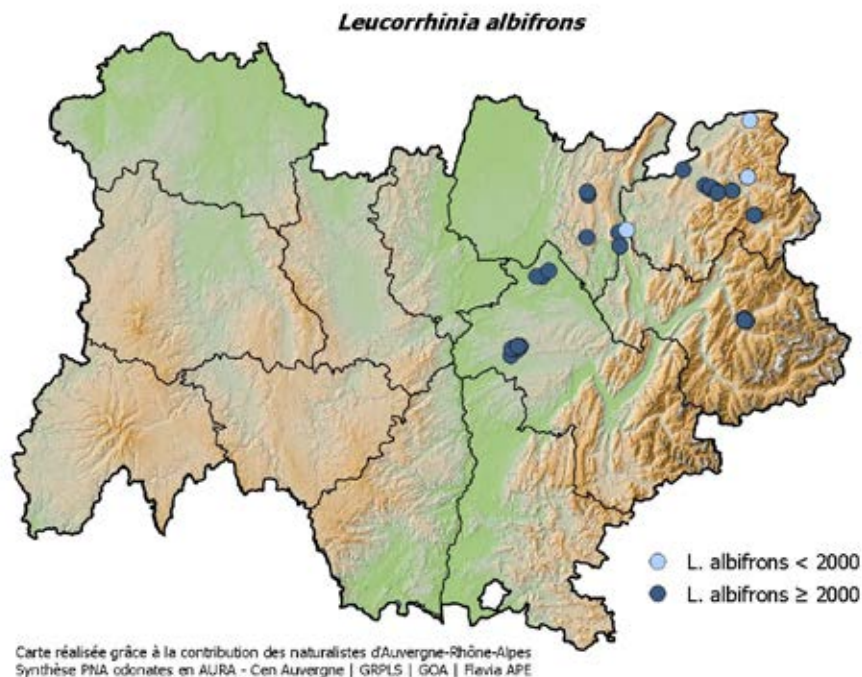 Leucorrhinia albifrons
L. albifrons < 2000
L. albifrons ≥ 2000
Carte réalisée grâce à la contribution des naturalistes d'Auvergne-Rhône-Alpes
Synthèse PNA odonates en AURA - Cen Auvergne | GRPLS | GOA | Flavia APE